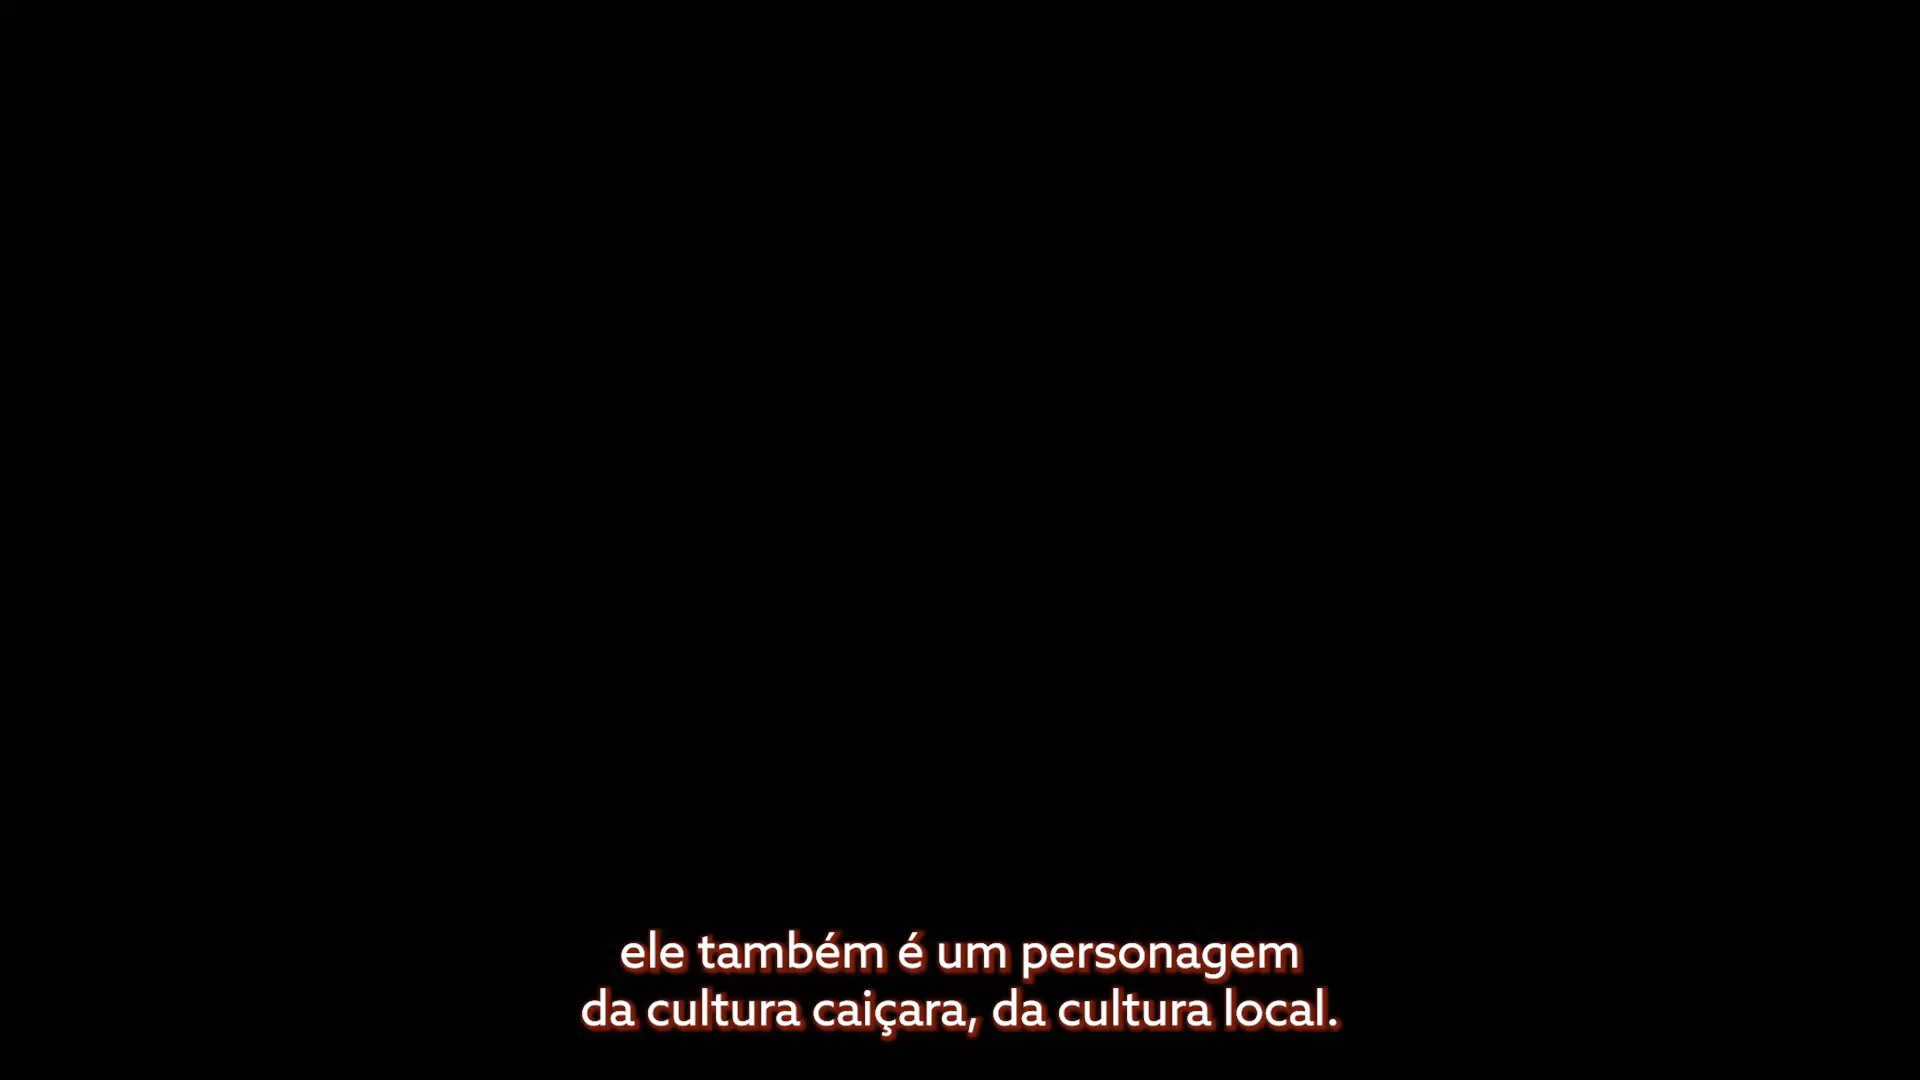 ele também é um personagem
da cultura caiçara, da cultura local.